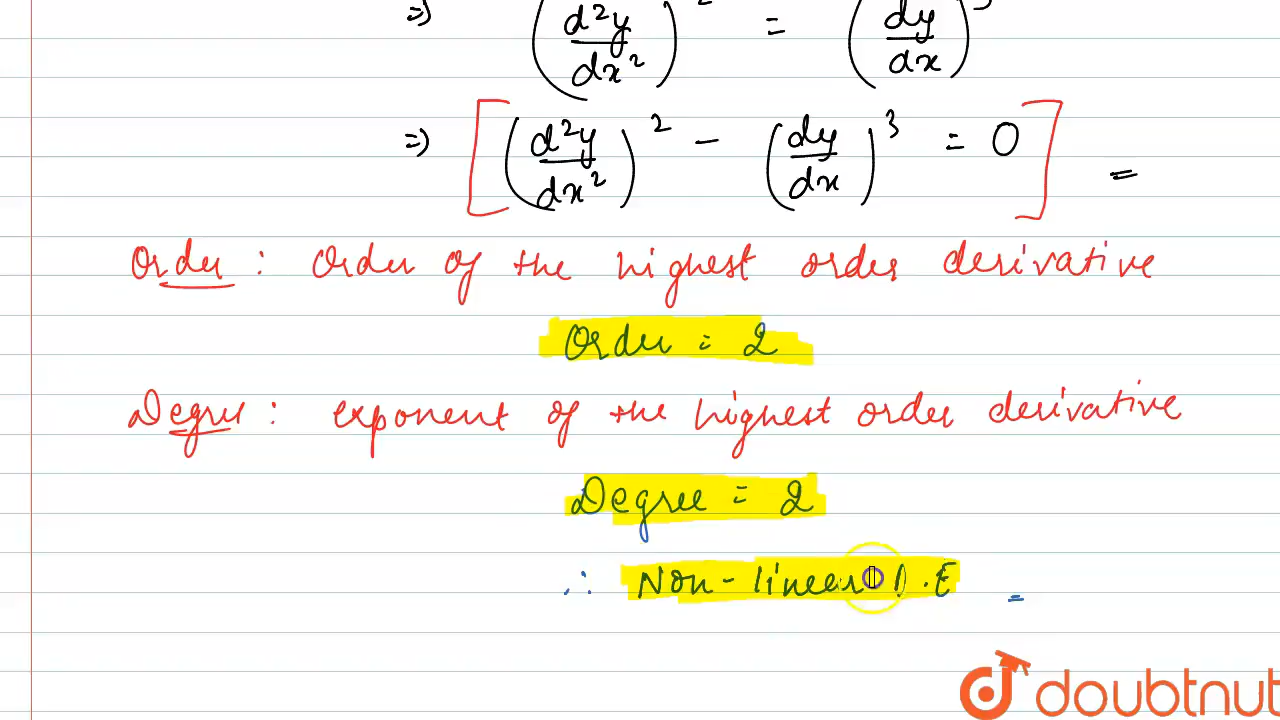 => (d²y/dx²)² = (dy/dx)³
=> [(d²y/dx²)² - (dy/dx)³ = 0] =
Order : Order of the highest order derivative
Order = 2
Degree : exponent of the highest order derivative
Degree = 2
∴ Non-linear D.E =
doubtnut